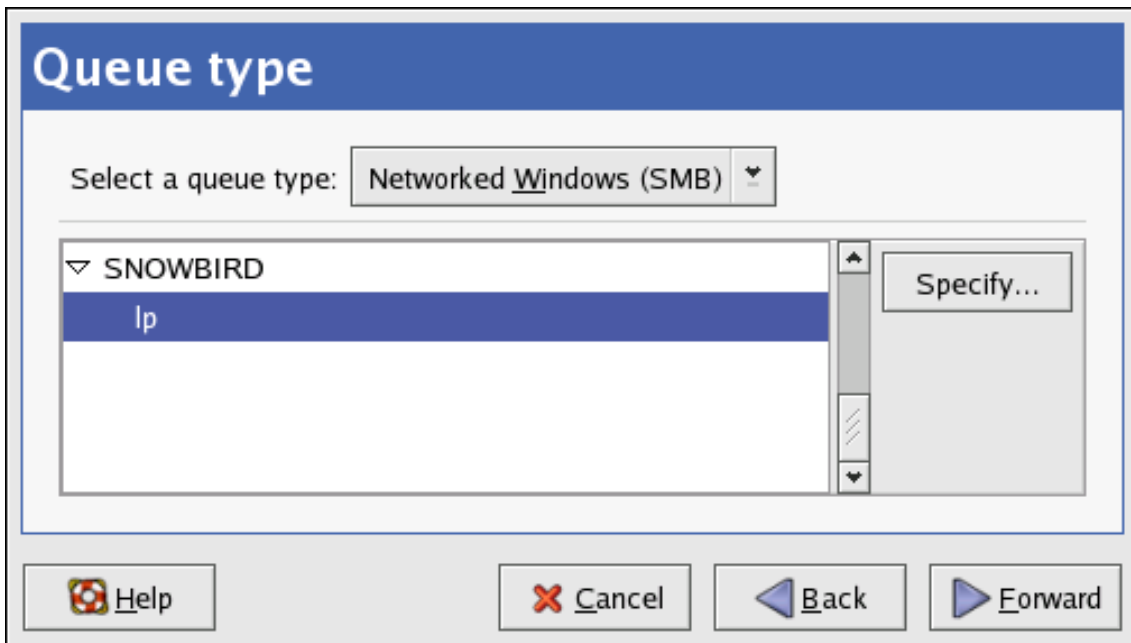 Queue type
Select a queue type: Networked Windows (SMB)
SNOWBIRD
lp
Specify...
Help
Cancel
Back
Forward